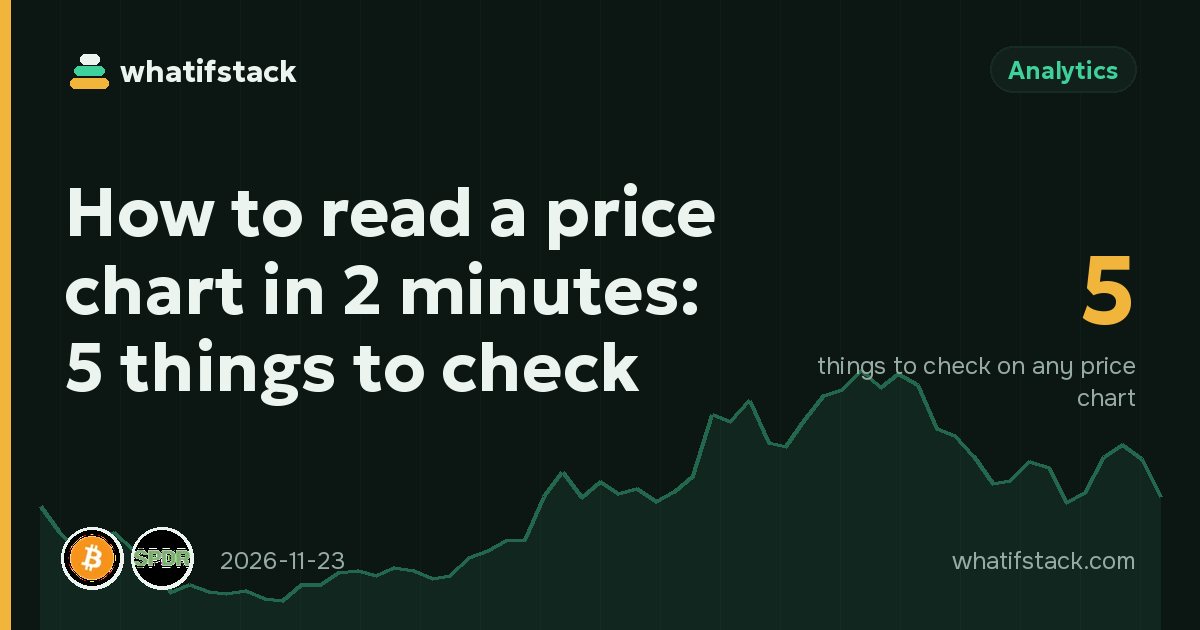 whatifstack
Analytics
How to read a price
chart in 2 minutes:
5 things to check
5
things to check on any price
chart
SPDR
2026-11-23
whatifstack.com